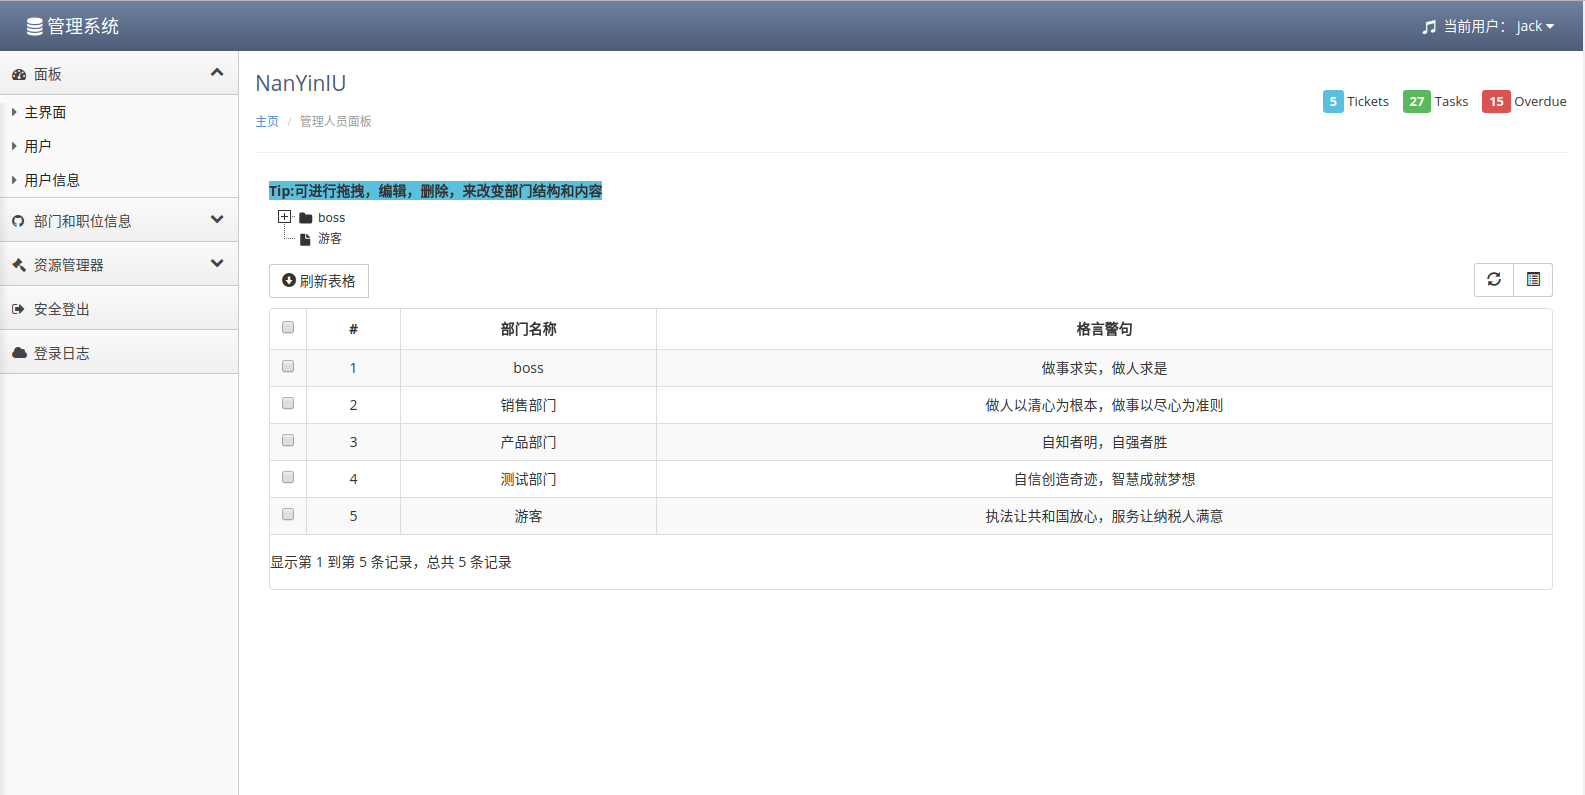 管理系统
当前用户： jack
面板
主界面
用户
用户信息
部门和职位信息
资源管理器
安全登出
登录日志
NanYinIU
5 Tickets 27 Tasks 15 Overdue
主页 / 管理人员面板
Tip:可进行拖拽，编辑，删除，来改变部门结构和内容
boss
游客
刷新表格
# 部门名称 格言警句
1 boss 做事求实，做人求是
2 销售部门 做人以清心为根本，做事以尽心为准则
3 产品部门 自知者明，自强者胜
4 测试部门 自信创造奇迹，智慧成就梦想
5 游客 执法让共和国放心，服务让纳税人满意
显示第 1 到第 5 条记录，总共 5 条记录